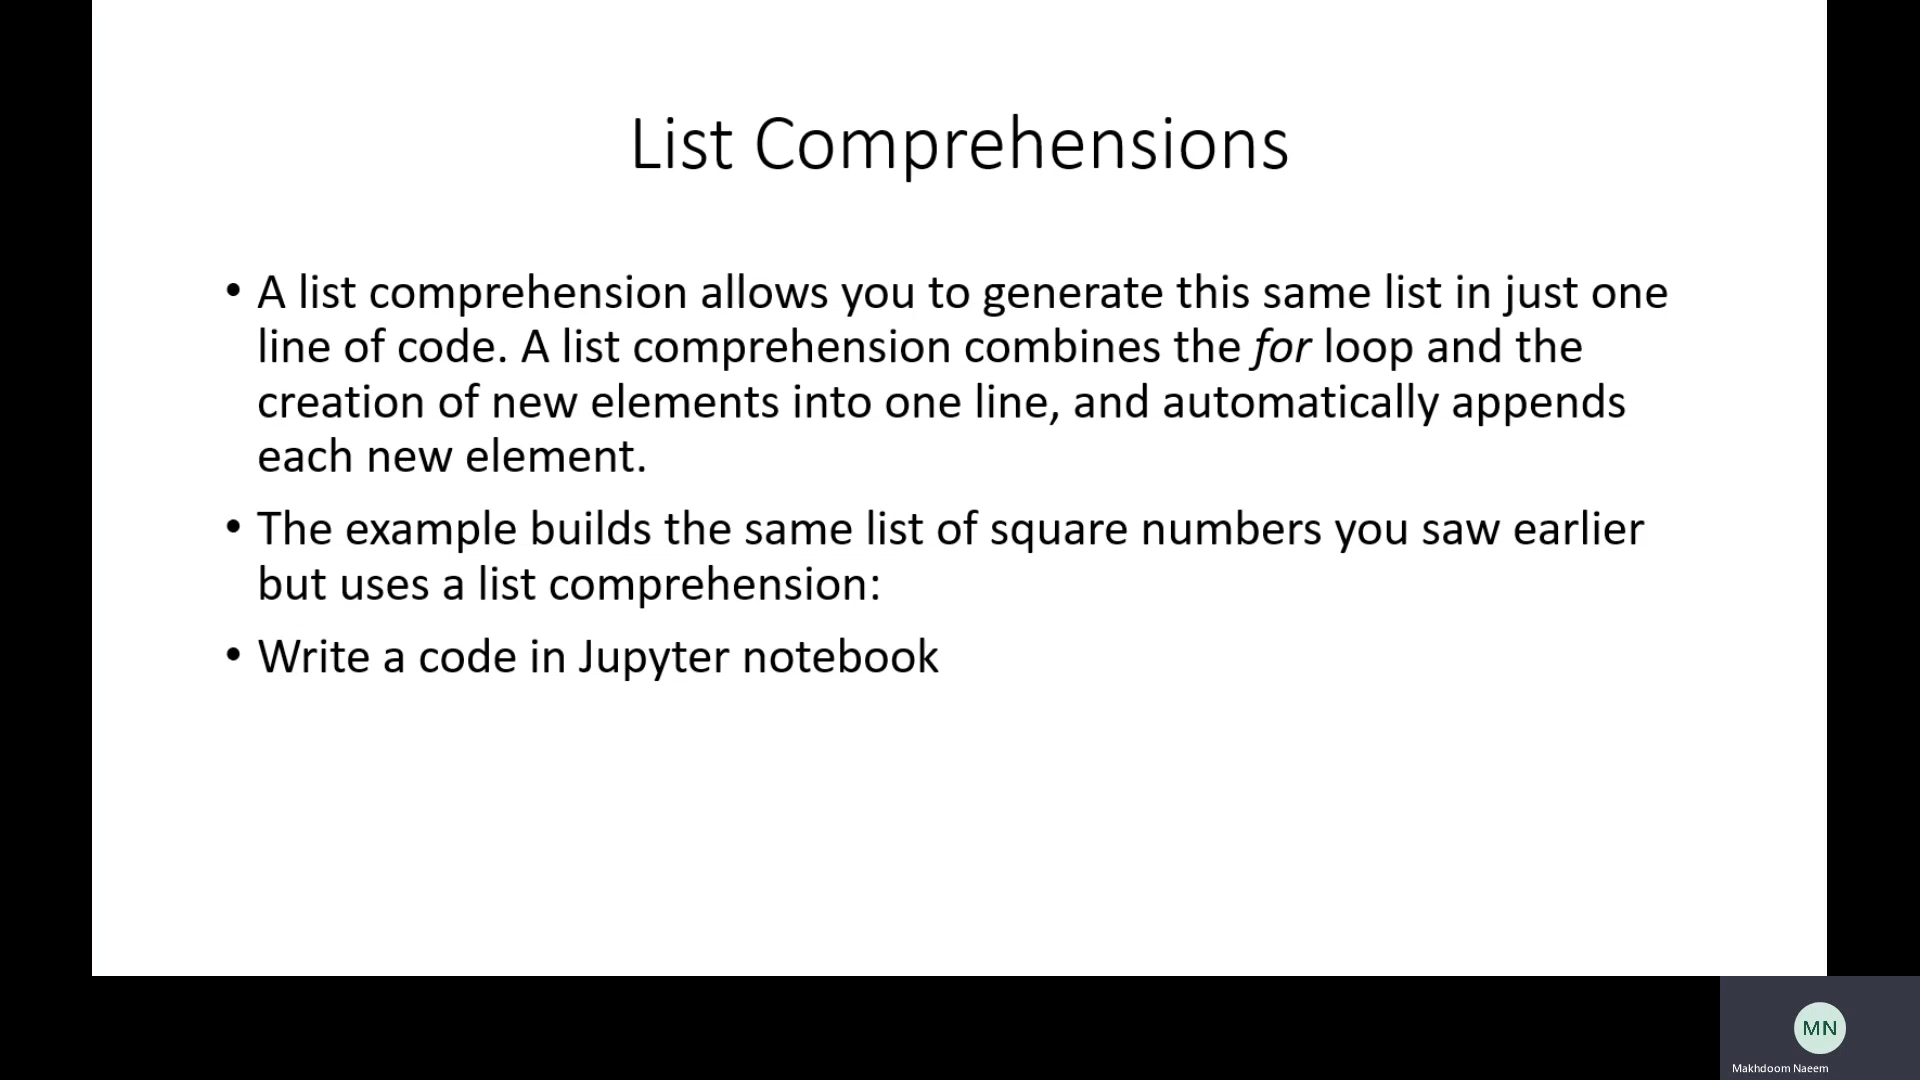 List Comprehensions
• A list comprehension allows you to generate this same list in just one
line of code. A list comprehension combines the for loop and the
creation of new elements into one line, and automatically appends
each new element.
• The example builds the same list of square numbers you saw earlier
but uses a list comprehension:
• Write a code in Jupyter notebook
MN
Makhdoom Naeem